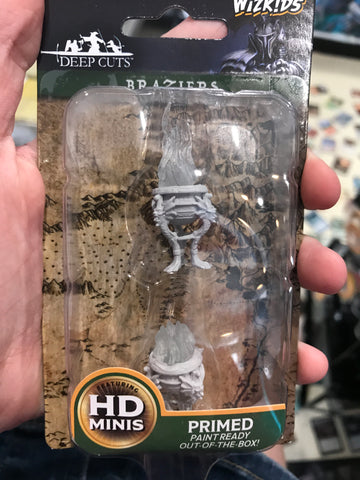 WIZKIDS
DEEP CUTS
BRAZIERS
FEATURING
HD
MINIS
PRIMED
PAINT READY
OUT-OF-THE-BOX!